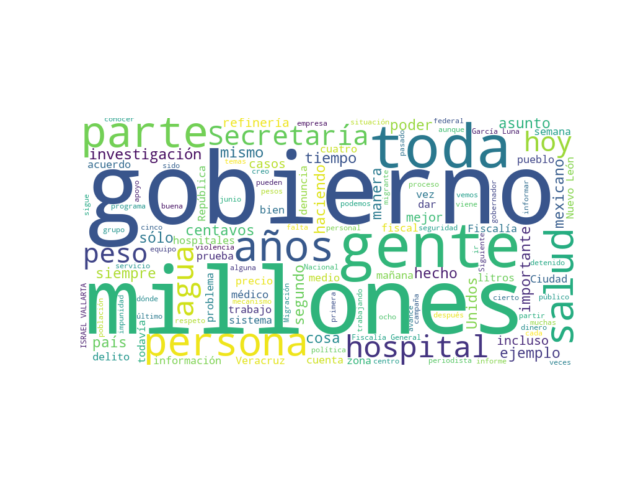 conocer
parte
refinería
empresa
situación
poder
federal
aunque
García Luna
asunto
semana
secretaría
toda
hoy
pasado
investigación
mismo
cuatro
tiempo
acuerdo
tomar
casos
creo
pueblo
gobierno
sigue
apoyo
sido
pueden
República
denuncia
haciendo
manera
migrante
proceso
vemos
informar
gobernador
mexicano
Nuevo León
programa
buena
junio
pesos
bien
podemos
vez
dar
viene
grupo
cinco
centavos
falta
personal
fiscal
mejor
seguridad
Fiscalía
sólo
hospitales
peso
equipo
violencia
prueba
agua
años
gente
ir
Siguiente
importante
detenido
salud
siempre
servicio
alguna
Nacional
segundo
mañana
hecho
litros
Ciudad
millones
precio
medio
Unidos
cierto
público
ISRAEL VALLARTA
población
impunidad
dónde
problema
médico
mecanismo
Migración
primera
trabajando
ocho
avance
campaña
último
respeto
trabajo
sistema
después
partir
muchas
dinero
cada
todavía
persona
cosa
Fiscalía General
hospital
incluso
país
política
delito
información
Veracruz
cuenta
zona
centro
periodista
informe
ejemplo
veces